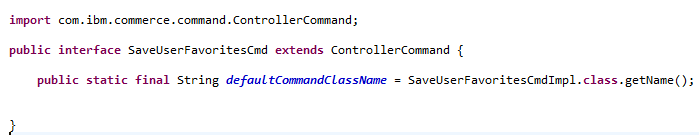 import com.ibm.commerce.command.ControllerCommand;
public interface SaveUserFavoritesCmd extends ControllerCommand {
public static final String defaultCommandClassName = SaveUserFavoritesCmdImpl.class.getName();
}